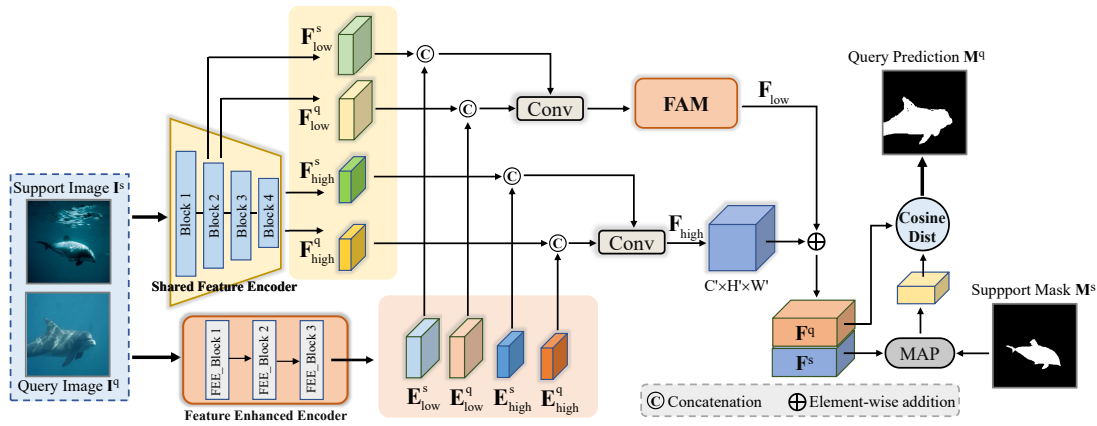 Support Image I^s
Query Image I^q
Block 1
Block 2
Block 3
Block 4
Shared Feature Encoder
FEE_Block 1
FEE_Block 2
FEE_Block 3
Feature Enhanced Encoder
F^s_low
F^q_low
F^s_high
F^q_high
E^s_low
E^q_low
E^s_high
E^q_high
C
C
C
C
Conv
Conv
FAM
F_low
F_high
C'×H'×W'
Query Prediction M^q
Cosine
Dist
F^q
F^s
MAP
Suppport Mask M^s
C Concatenation
⊕ Element-wise addition